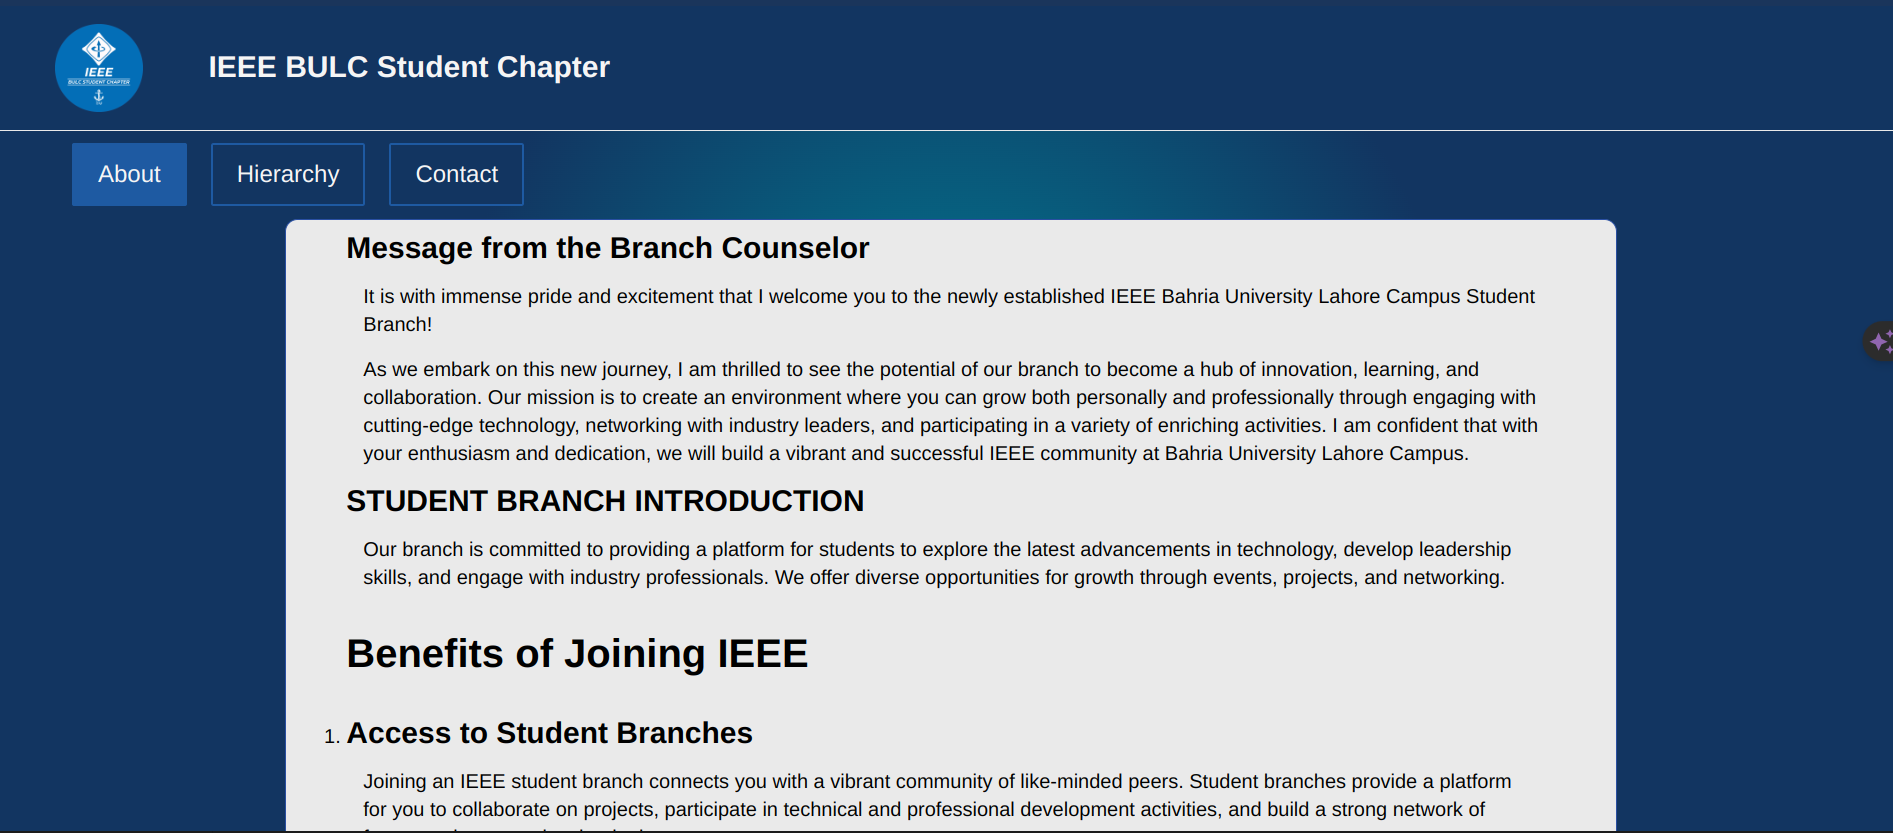 IEEE
BULC STUDENT CHAPTER
IEEE BULC Student Chapter
About
Hierarchy
Contact
Message from the Branch Counselor
It is with immense pride and excitement that I welcome you to the newly established IEEE Bahria University Lahore Campus Student
Branch!
As we embark on this new journey, I am thrilled to see the potential of our branch to become a hub of innovation, learning, and
collaboration. Our mission is to create an environment where you can grow both personally and professionally through engaging with
cutting-edge technology, networking with industry leaders, and participating in a variety of enriching activities. I am confident that with
your enthusiasm and dedication, we will build a vibrant and successful IEEE community at Bahria University Lahore Campus.
STUDENT BRANCH INTRODUCTION
Our branch is committed to providing a platform for students to explore the latest advancements in technology, develop leadership
skills, and engage with industry professionals. We offer diverse opportunities for growth through events, projects, and networking.
Benefits of Joining IEEE
1. Access to Student Branches
Joining an IEEE student branch connects you with a vibrant community of like-minded peers. Student branches provide a platform
for you to collaborate on projects, participate in technical and professional development activities, and build a strong network of